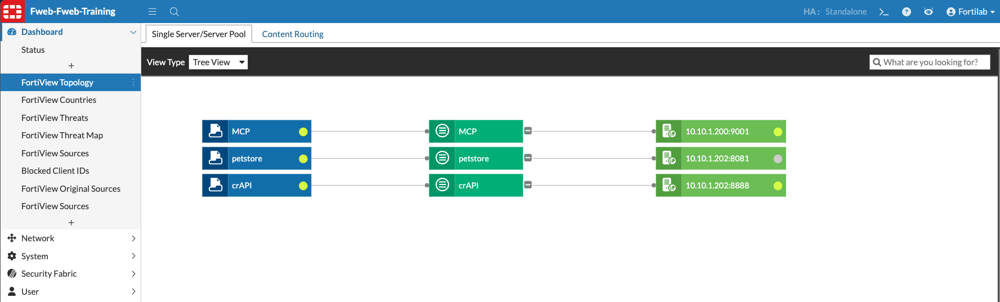 Fweb-Fweb-Training
HA: Standalone
Fortilab
Dashboard
Status
+
FortiView Topology
FortiView Countries
FortiView Threats
FortiView Threat Map
FortiView Sources
Blocked Client IDs
FortiView Original Sources
FortiView Sources
+
Network
System
Security Fabric
User
Single Server/Server Pool
Content Routing
View Type
Tree View
What are you looking for?
MCP
MCP
10.10.1.200:9001
petstore
petstore
10.10.1.202:8081
crAPI
crAPI
10.10.1.202:8888